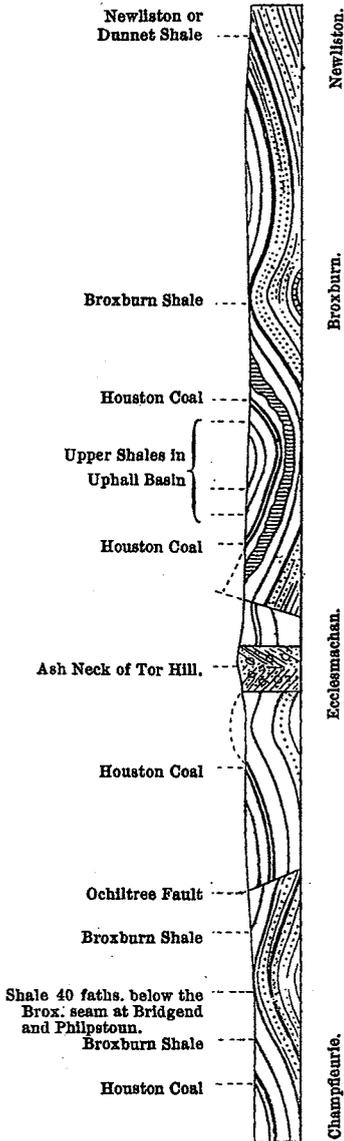 Newliston or
Dunnet Shale
Newliston.
Broxburn Shale
Broxburn.
Houston Coal
Upper Shales in
Uphall Basin
Houston Coal
Ash Neck of Tor Hill.
Ecclesmachan.
Houston Coal
Ochiltree Fault
Broxburn Shale
Shale 40 faths. below the
Brox. seam at Bridgend
and Philpstoun.
Broxburn Shale
Houston Coal
Champfleurie.